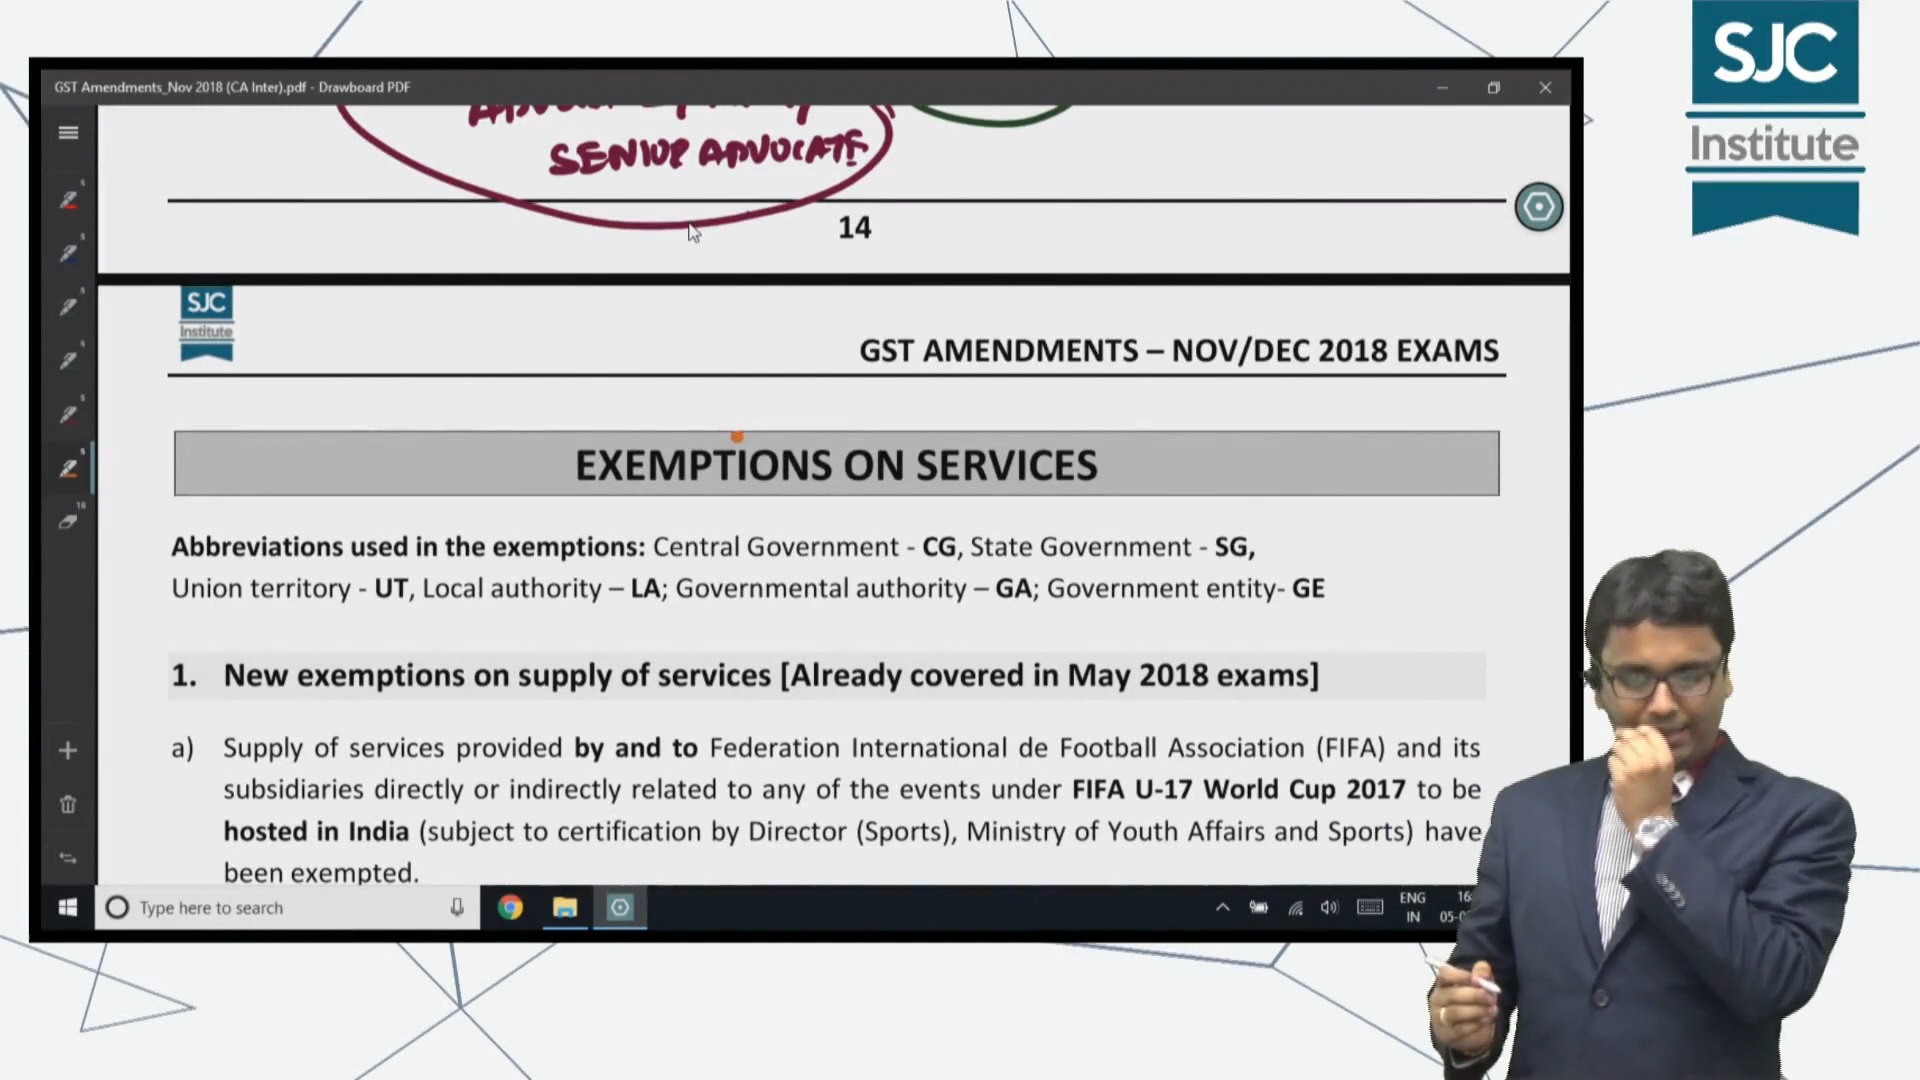 SJC
Institute
GST Amendments_Nov 2018 (CA Inter).pdf - Drawboard PDF
SENIOR ADVOCATE
14
SJC
Institute
GST AMENDMENTS – NOV/DEC 2018 EXAMS
EXEMPTIONS ON SERVICES
Abbreviations used in the exemptions: Central Government - CG, State Government - SG,
Union territory - UT, Local authority – LA; Governmental authority – GA; Government entity- GE
1. New exemptions on supply of services [Already covered in May 2018 exams]
a) Supply of services provided by and to Federation International de Football Association (FIFA) and its
subsidiaries directly or indirectly related to any of the events under FIFA U-17 World Cup 2017 to be
hosted in India (subject to certification by Director (Sports), Ministry of Youth Affairs and Sports) have
been exempted.
Type here to search
ENG
IN